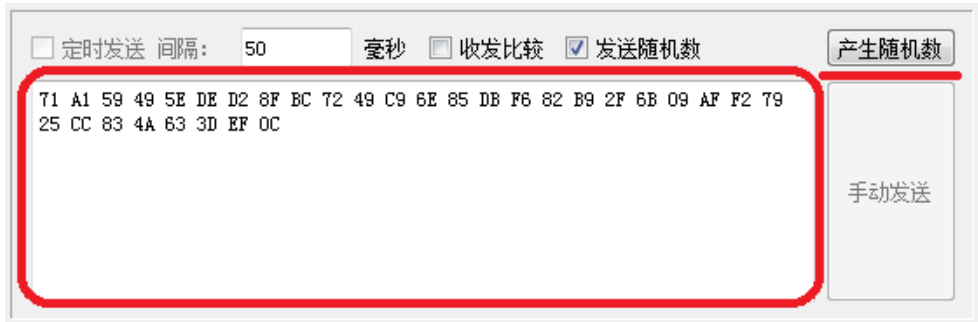 定时发送 间隔： 50 毫秒 收发比较 发送随机数 产生随机数
71 A1 59 49 5E DE D2 8F BC 72 49 C9 6E 85 DB F6 82 B9 2F 6B 09 AF F2 79
25 CC 83 4A 63 3D EF 0C
手动发送